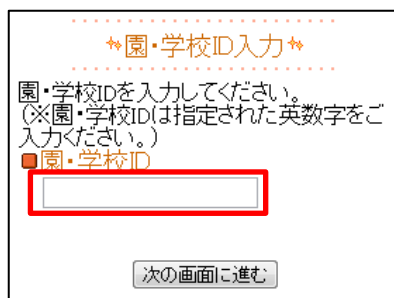 園・学校ID入力
園・学校IDを入力してください。
(※園・学校IDは指定された英数字をご
入力ください。)
■園・学校ID
次の画面に進む